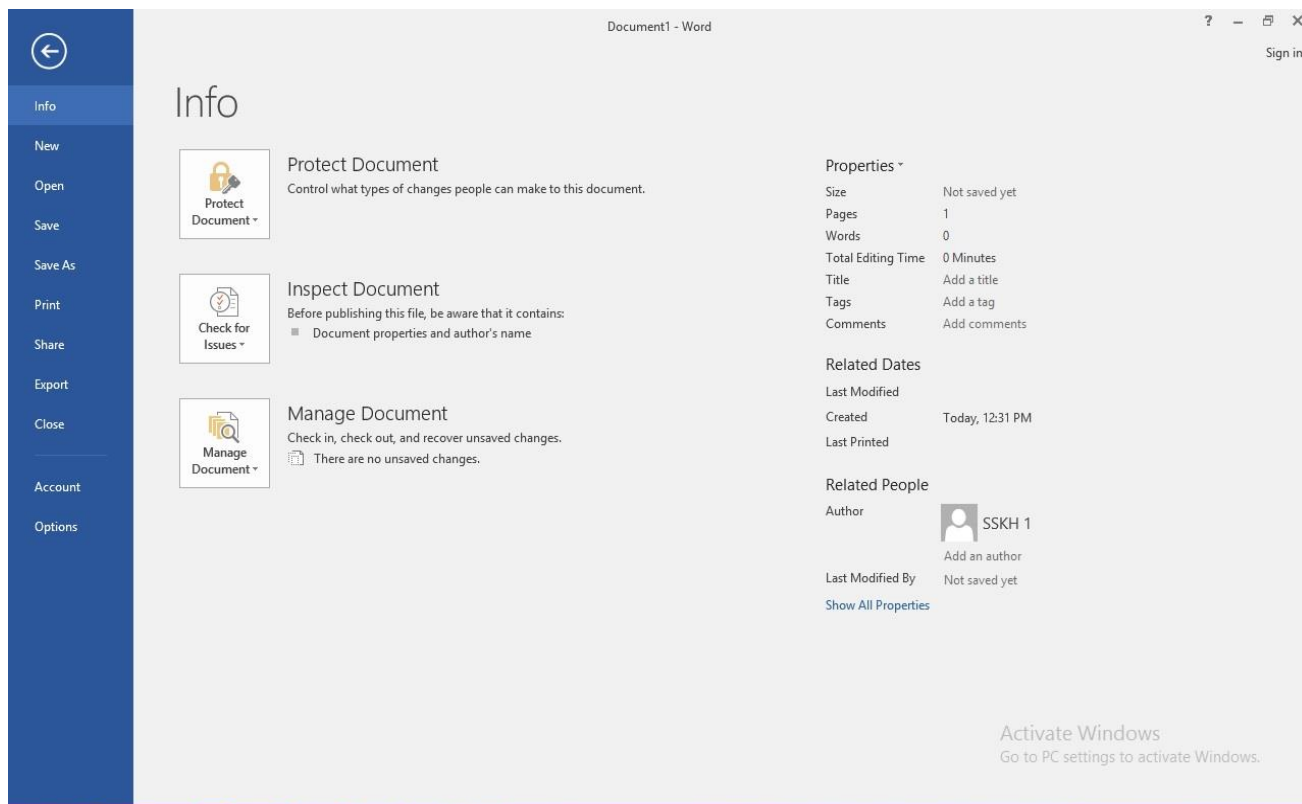 Document1 - Word
?
Sign in
Info
New
Open
Save
Save As
Print
Share
Export
Close
Account
Options
Info
Protect
Document
Protect Document
Control what types of changes people can make to this document.
Check for
Issues
Inspect Document
Before publishing this file, be aware that it contains:
Document properties and author's name
Manage
Document
Manage Document
Check in, check out, and recover unsaved changes.
There are no unsaved changes.
Properties
Size Not saved yet
Pages 1
Words 0
Total Editing Time 0 Minutes
Title Add a title
Tags Add a tag
Comments Add comments
Related Dates
Last Modified
Created Today, 12:31 PM
Last Printed
Related People
Author SSKH 1
Add an author
Last Modified By Not saved yet
Show All Properties
Activate Windows
Go to PC settings to activate Windows.